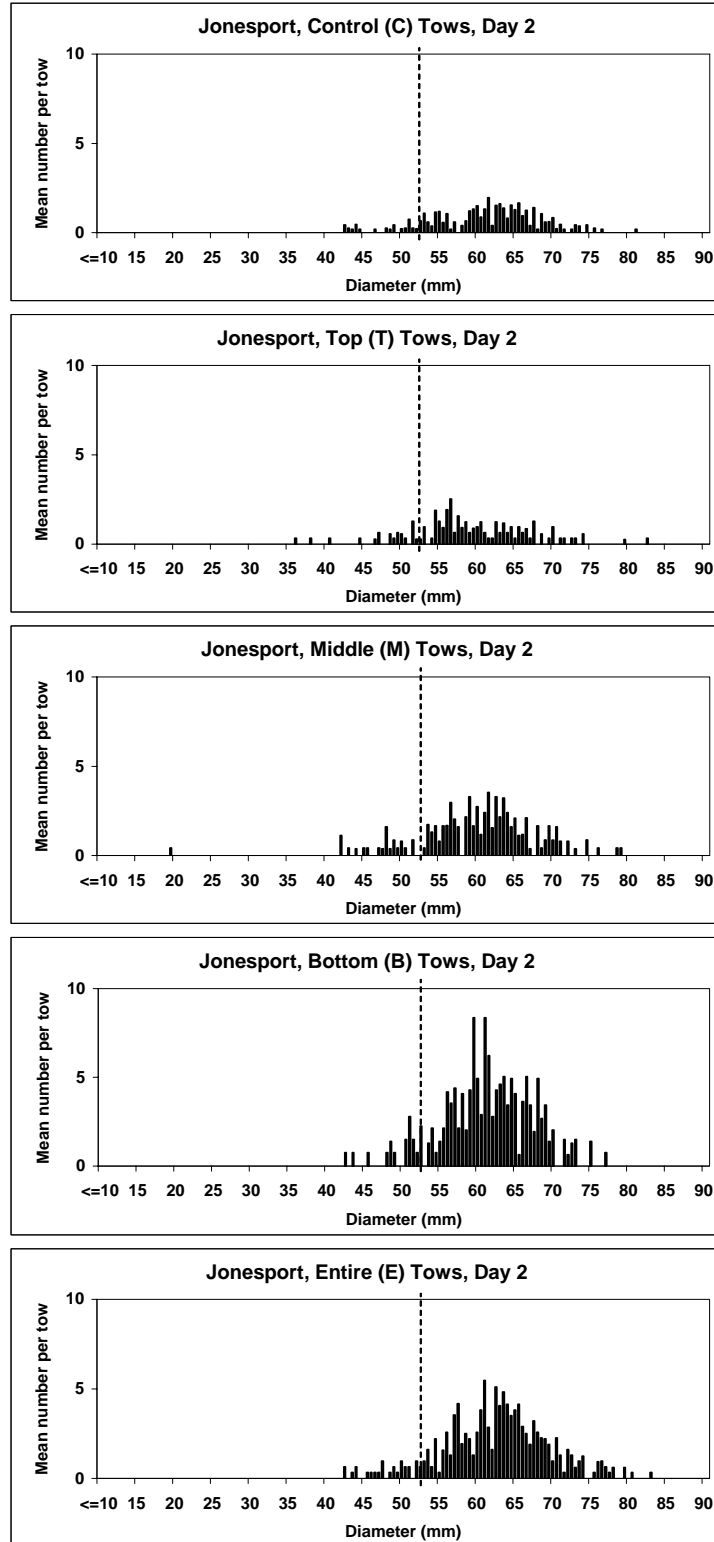 Jonesport, Control (C) Tows, Day 2
Mean number per tow
10
5
0
<=10 15 20 25 30 35 40 45 50 55 60 65 70 75 80 85 90
Diameter (mm)
Jonesport, Top (T) Tows, Day 2
Mean number per tow
10
5
0
<=10 15 20 25 30 35 40 45 50 55 60 65 70 75 80 85 90
Diameter (mm)
Jonesport, Middle (M) Tows, Day 2
Mean number per tow
10
5
0
<=10 15 20 25 30 35 40 45 50 55 60 65 70 75 80 85 90
Diameter (mm)
Jonesport, Bottom (B) Tows, Day 2
Mean number per tow
10
5
0
<=10 15 20 25 30 35 40 45 50 55 60 65 70 75 80 85 90
Diameter (mm)
Jonesport, Entire (E) Tows, Day 2
Mean number per tow
10
5
0
<=10 15 20 25 30 35 40 45 50 55 60 65 70 75 80 85 90
Diameter (mm)